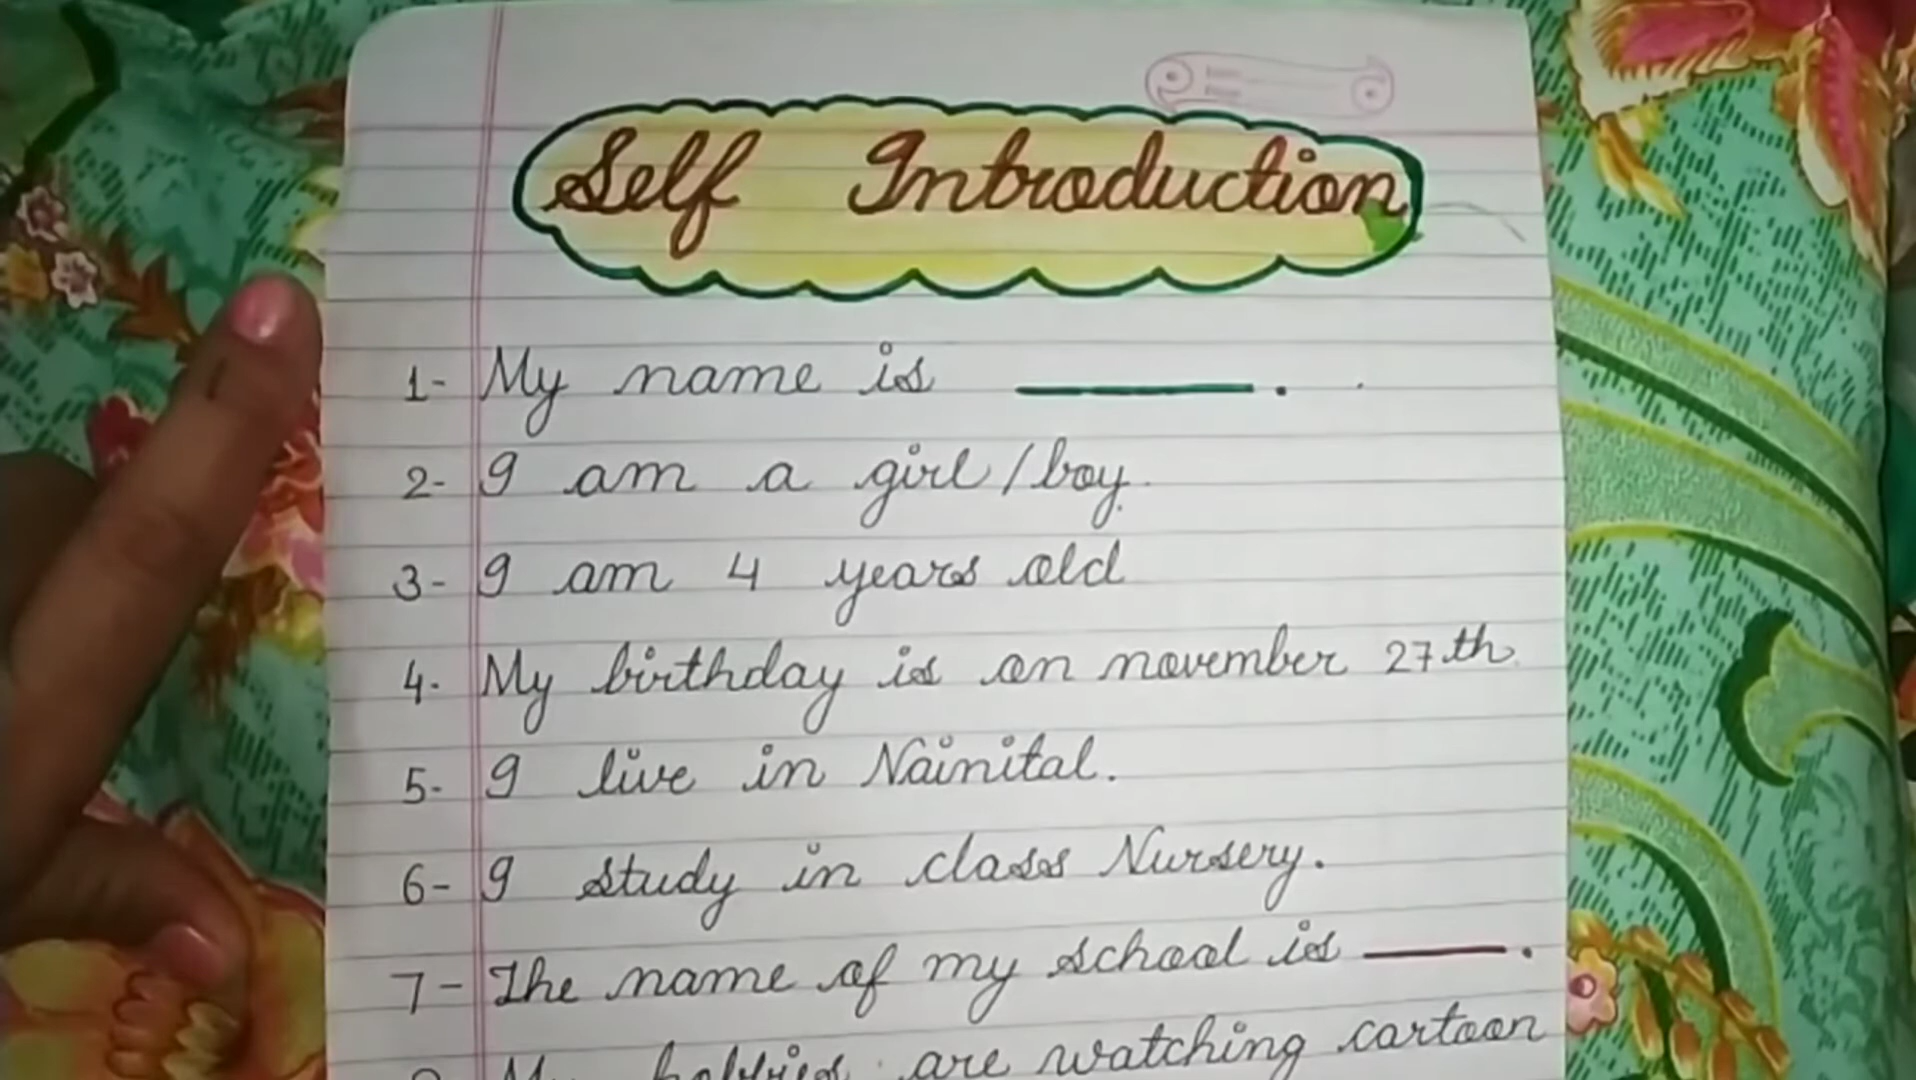 Self Introduction
1- My name is ______.
2- I am a girl/boy.
3- I am 4 years old
4- My birthday is on november 27th
5- I live in Nainital.
6- I study in class Nursery.
7- The name of my school is ____.
My hobbies are watching cartoon